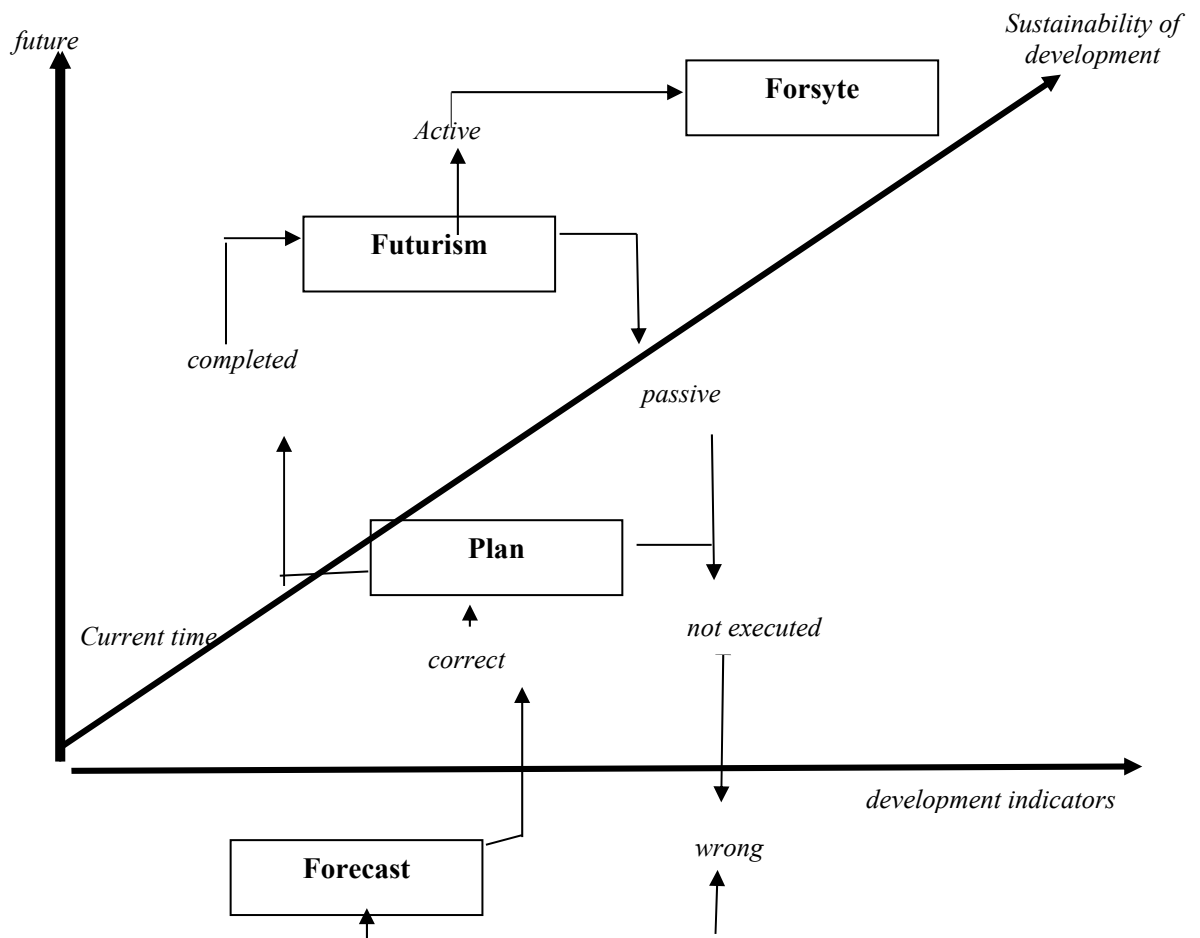 future
Sustainability of
development
Forsyte
Active
Futurism
completed
passive
Plan
Current time
not executed
correct
development indicators
wrong
Forecast